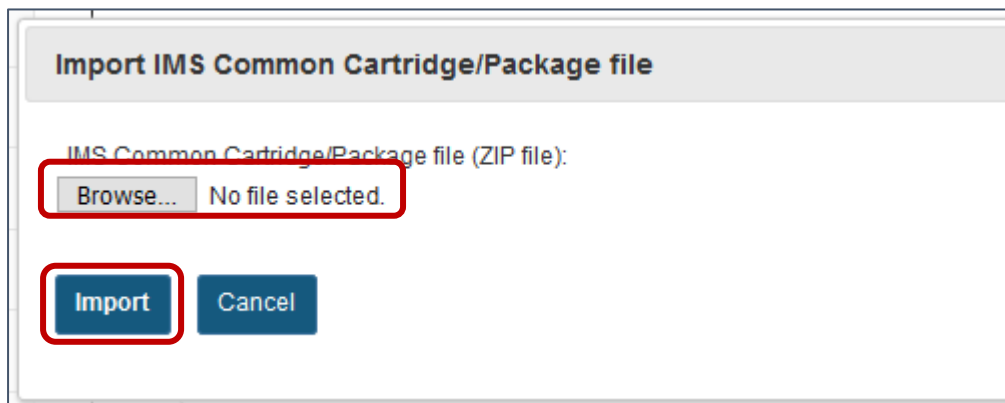 Import IMS Common Cartridge/Package file
IMS Common Cartridge/Package file (ZIP file):
Browse... No file selected.
Import Cancel